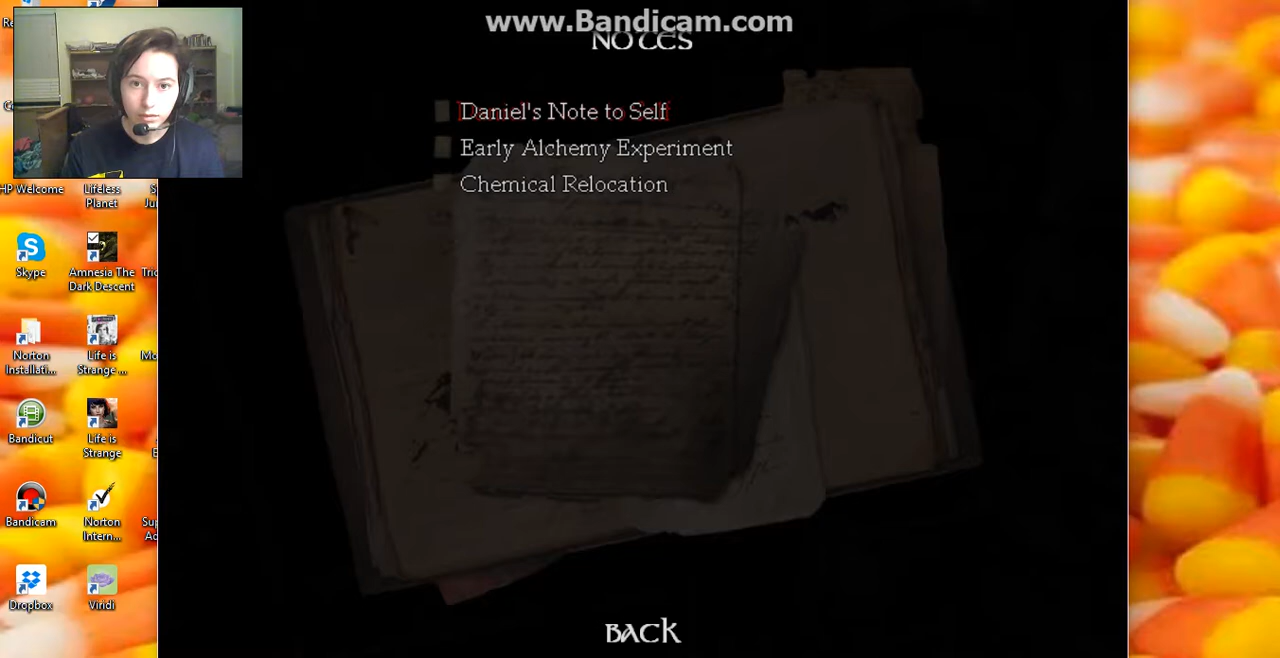 www.Bandicam.com
NOTES
Daniel's Note to Self
Early Alchemy Experiment
Chemical Relocation
BACK
HP Welcome
Lifeless
Planet
Skype
Amnesia The
Dark Descent
Norton
Installati...
Life is
Strange ...
Bandicut
Life is
Strange
Bandicam
Norton
Intern...
Dropbox
Viridi